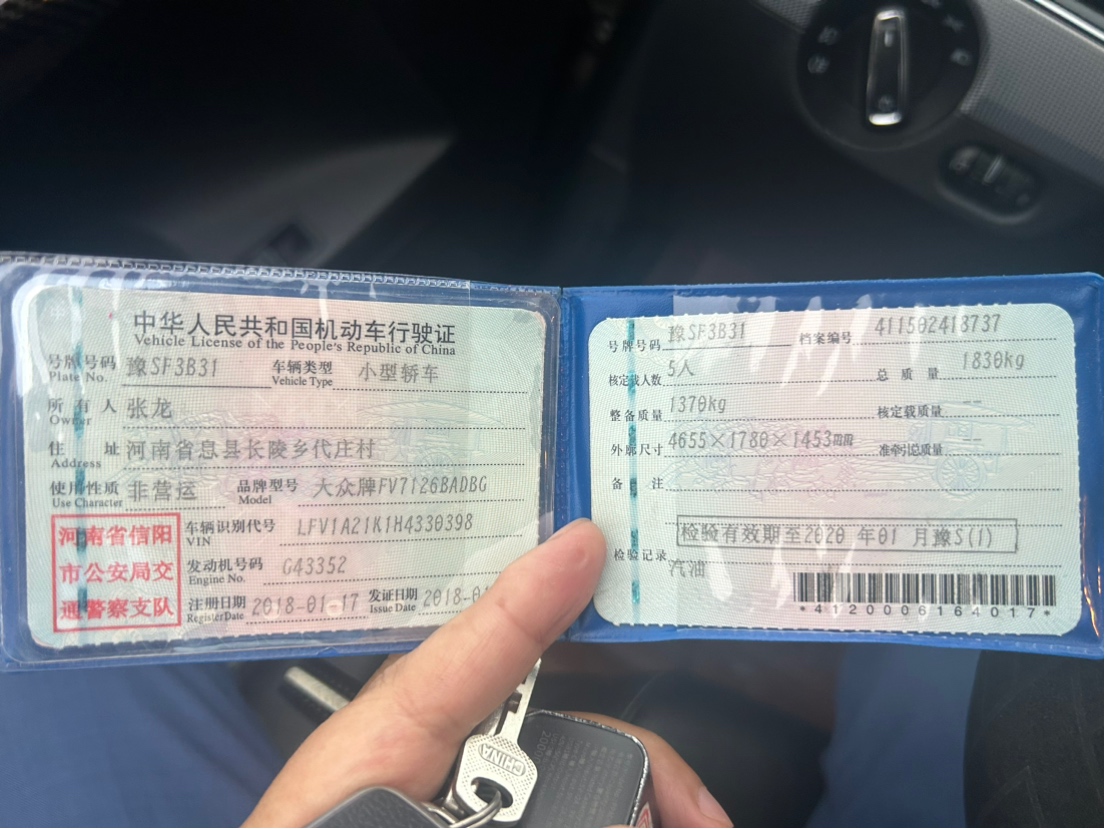 中华人民共和国机动车行驶证
Vehicle License of the People's Republic of China
号牌号码 豫SF3B31 车辆类型 小型轿车
Plate No. Vehicle Type
所有人 张龙
Owner
住址 河南省息县长陵乡代庄村
Address
使用性质 非营运 品牌型号 大众牌FV7126BADBG
Use Character Model
河南省信阳
市公安局交
通警察支队
车辆识别代号 LFV1A21K1H4330398
VIN
发动机号码 G43352
Engine No.
注册日期 2018-01-17 发证日期 2018-0
Register Date Issue Date
号牌号码 豫SF3B31 档案编号 411502418737
核定载人数 5人 总质量 1830kg
整备质量 1370kg 核定载质量 --
外廓尺寸 4655×1780×1453mm 准牵引总质量 --
备注
检验有效期至2020年01月豫S(1)
检验记录
汽油
*4120006164017*
CHINA